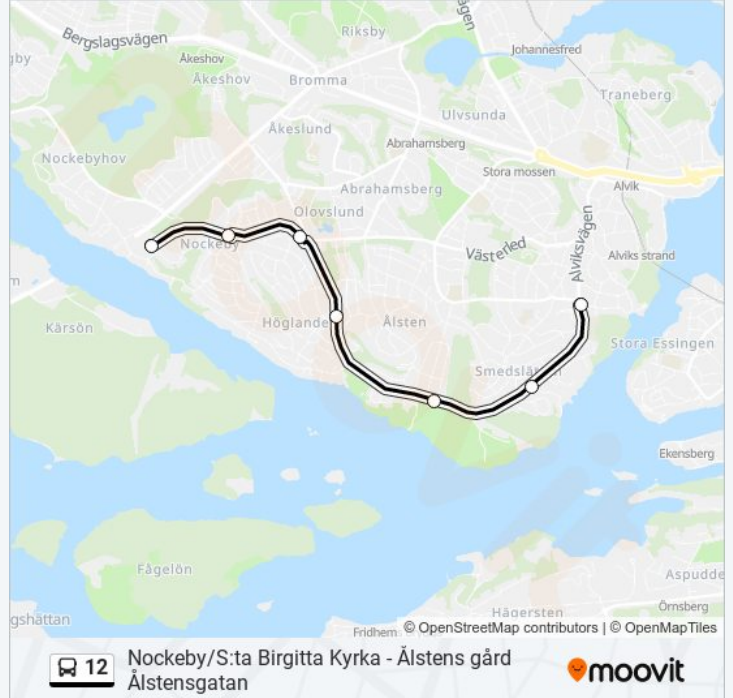 Bergslagsvägen
Riksby
Johannesfred
Åkeshov
Åkeshov
Bromma
Traneberg
Ulvsunda
Åkeslund
Abrahamsberg
Nockebyhov
Stora mossen
Abrahamsberg
Alvik
Olovslund
Nockeby
Västerled
Alviksvägen
Alviks strand
Kärsön
Höglandet
Ålsten
Stora Essingen
Smedslätten
Ekensberg
Fågelön
Aspudde
Örnsberg
Hägersten
Fridhem
© OpenStreetMap contributors | © OpenMapTiles
12
Nockeby/S:ta Birgitta Kyrka - Ålstens gård
Ålstensgatan
moovit